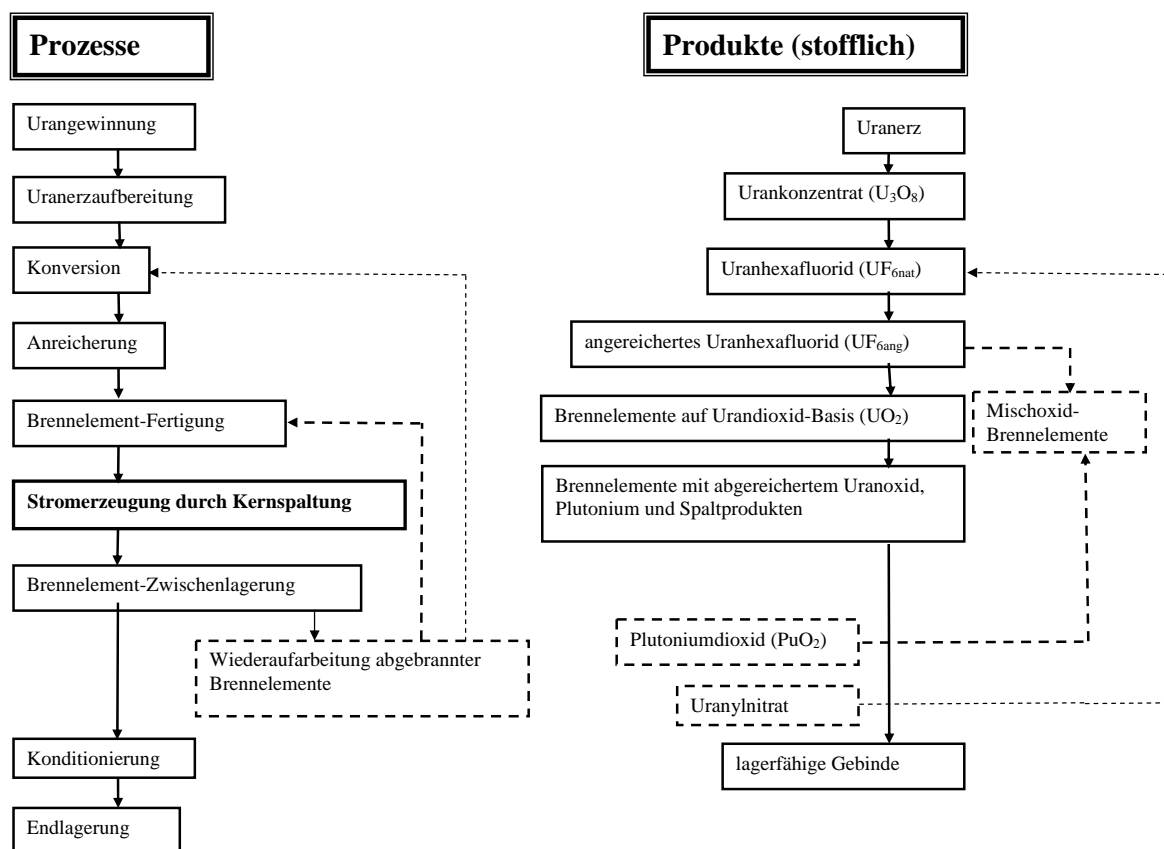 Prozesse
Urangewinnung
Uranerzaufbereitung
Konversion
Anreicherung
Brennelement-Fertigung
Stromerzeugung durch Kernspaltung
Brennelement-Zwischenlagerung
Wiederaufarbeitung abgebrannter
Brennelemente
Konditionierung
Endlagerung
Produkte (stofflich)
Uranerz
Urankonzentrat (U₃O₈)
Uranhexafluorid (UF₆nat)
angereichertes Uranhexafluorid (UF₆ang)
Brennelemente auf Urandioxid-Basis (UO₂)
Mischoxid-
Brennelemente
Brennelemente mit abgereichertem Uranoxid,
Plutonium und Spaltprodukten
Plutoniumdioxid (PuO₂)
Uranylnitrat
lagerfähige Gebinde